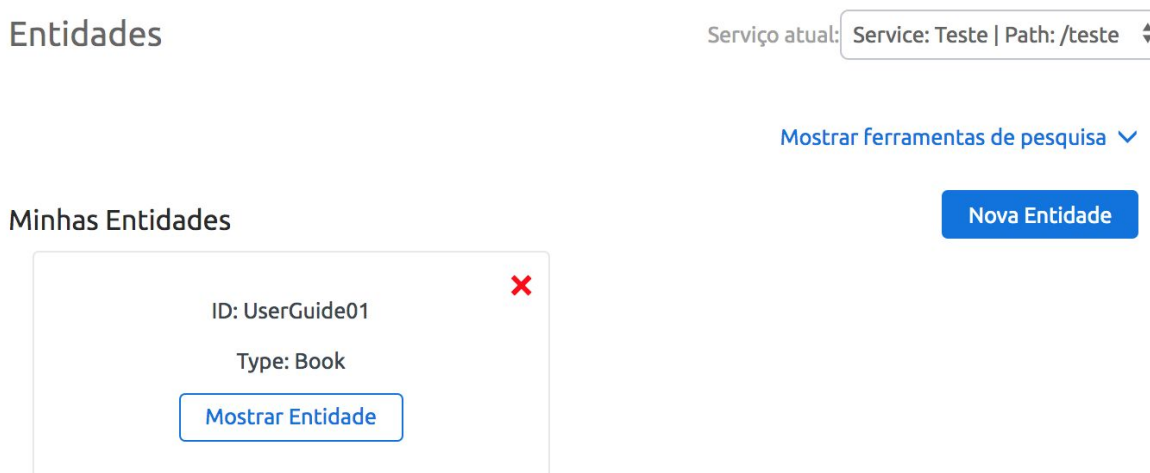 Entidades
Serviço atual: Service: Teste | Path: /teste
Mostrar ferramentas de pesquisa
Minhas Entidades
Nova Entidade
ID: UserGuide01
Type: Book
Mostrar Entidade